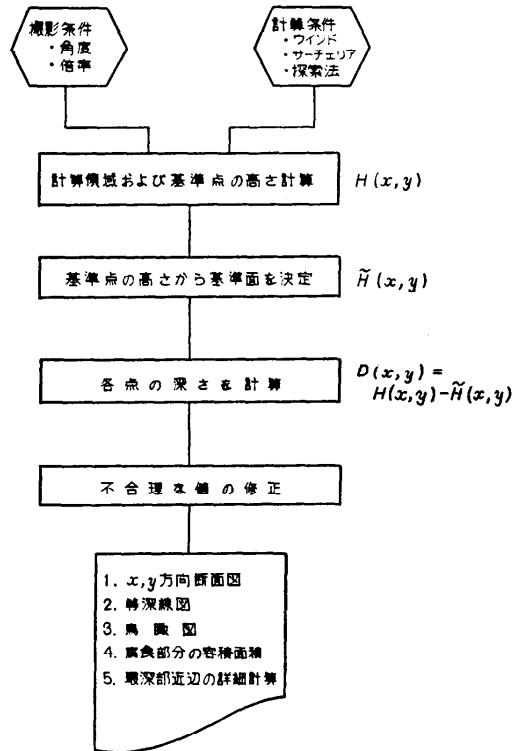 撮影条件
・角度
・倍率
計算条件
・ウインド
・サーチェリア
・探索法
計算領域および基準点の高さ計算
H(x,y)
基準点の高さから基準面を決定
H̃(x,y)
各点の深さを計算
D(x,y)=
H(x,y)-H̃(x,y)
不合理な値の修正
1. x,y方向断面図
2. 等深線図
3. 鳥瞰図
4. 腐食部分の容積面積
5. 最深部近辺の詳細計算